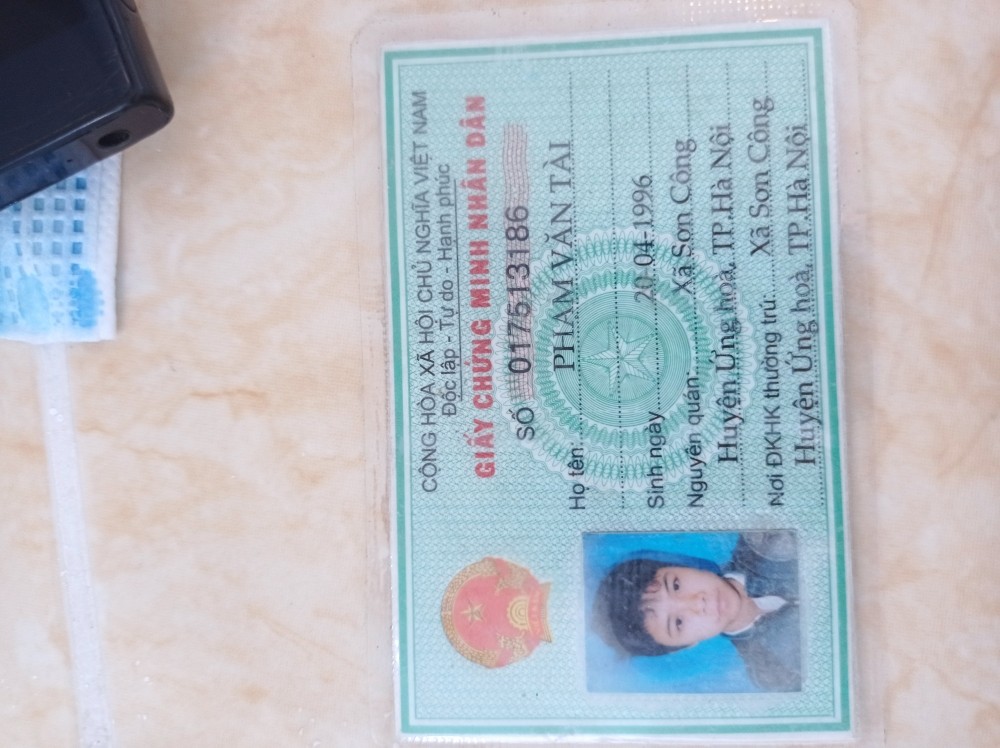 CỘNG HÒA XÃ HỘI CHỦ NGHĨA VIỆT NAM
Độc lập - Tự do - Hạnh phúc
GIẤY CHỨNG MINH NHÂN DÂN
SỐ 017513186
Họ tên: PHẠM VĂN TÀI
Sinh ngày 20-04-1996
Nguyên quán: Xã Sơn Công
Huyện Ứng hoà, TP.Hà Nội
Nơi ĐKHK thường trú: Xã Sơn Công
Huyện Ứng hoà, TP.Hà Nội